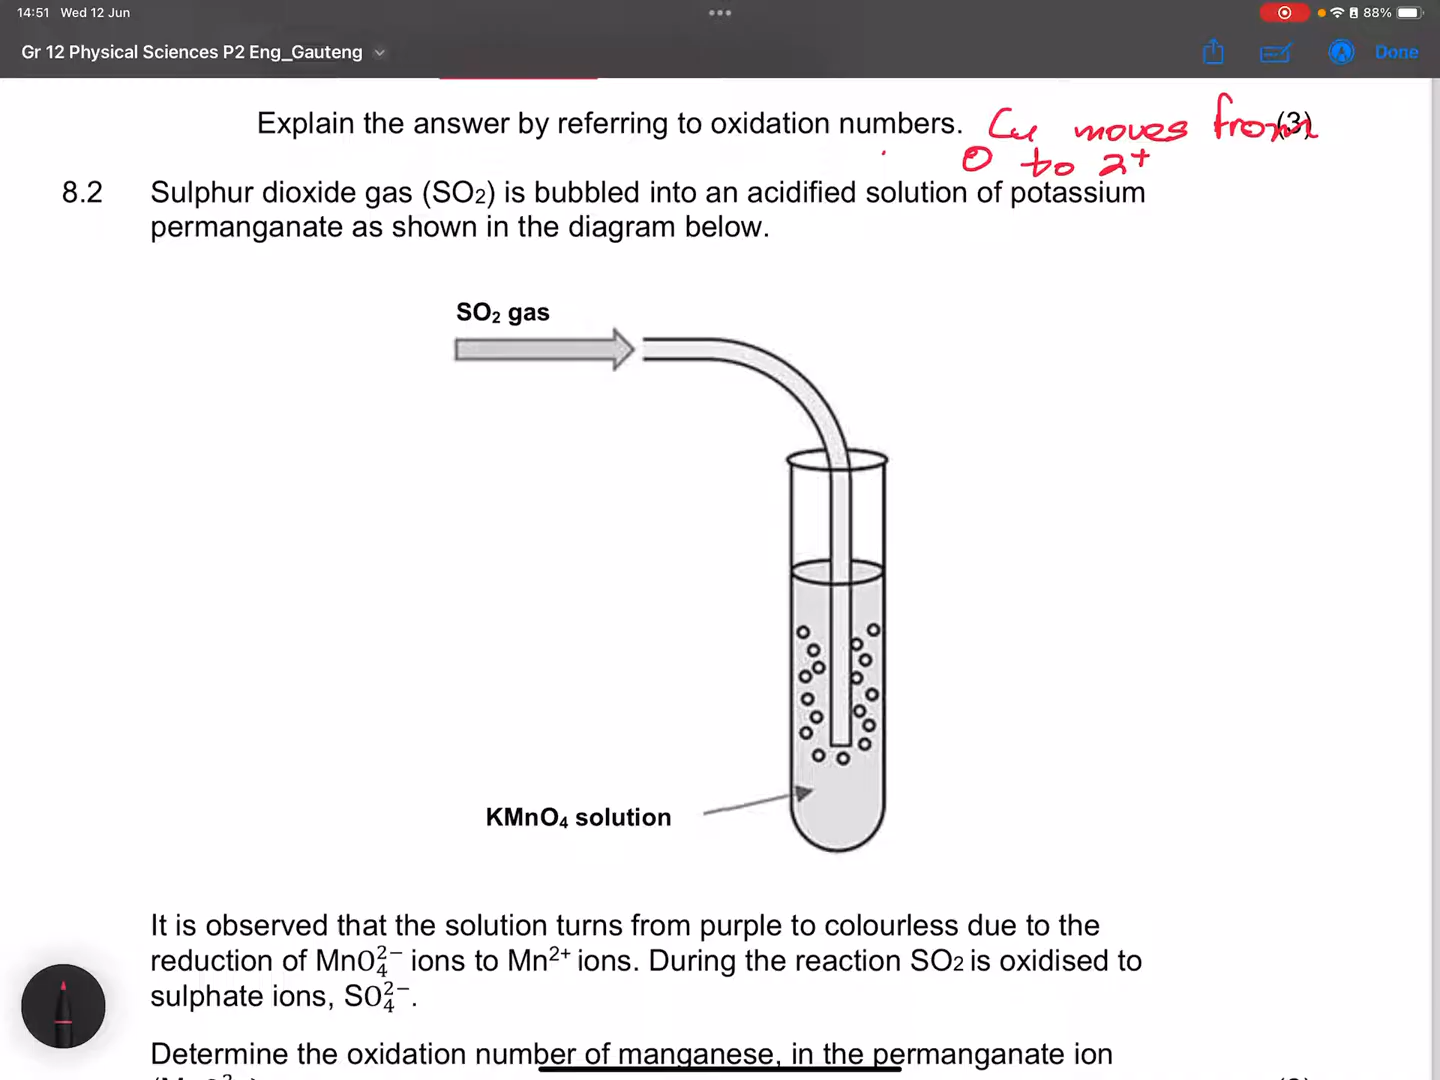 14:51 Wed 12 Jun
88%
Gr 12 Physical Sciences P2 Eng_Gauteng
Done
Explain the answer by referring to oxidation numbers. Cu moves from (3)
0 to 2+
8.2 Sulphur dioxide gas (SO₂) is bubbled into an acidified solution of potassium
permanganate as shown in the diagram below.
SO₂ gas
KMnO₄ solution
It is observed that the solution turns from purple to colourless due to the
reduction of MnO₄²⁻ ions to Mn²⁺ ions. During the reaction SO₂ is oxidised to
sulphate ions, SO₄²⁻.
Determine the oxidation number of manganese, in the permanganate ion